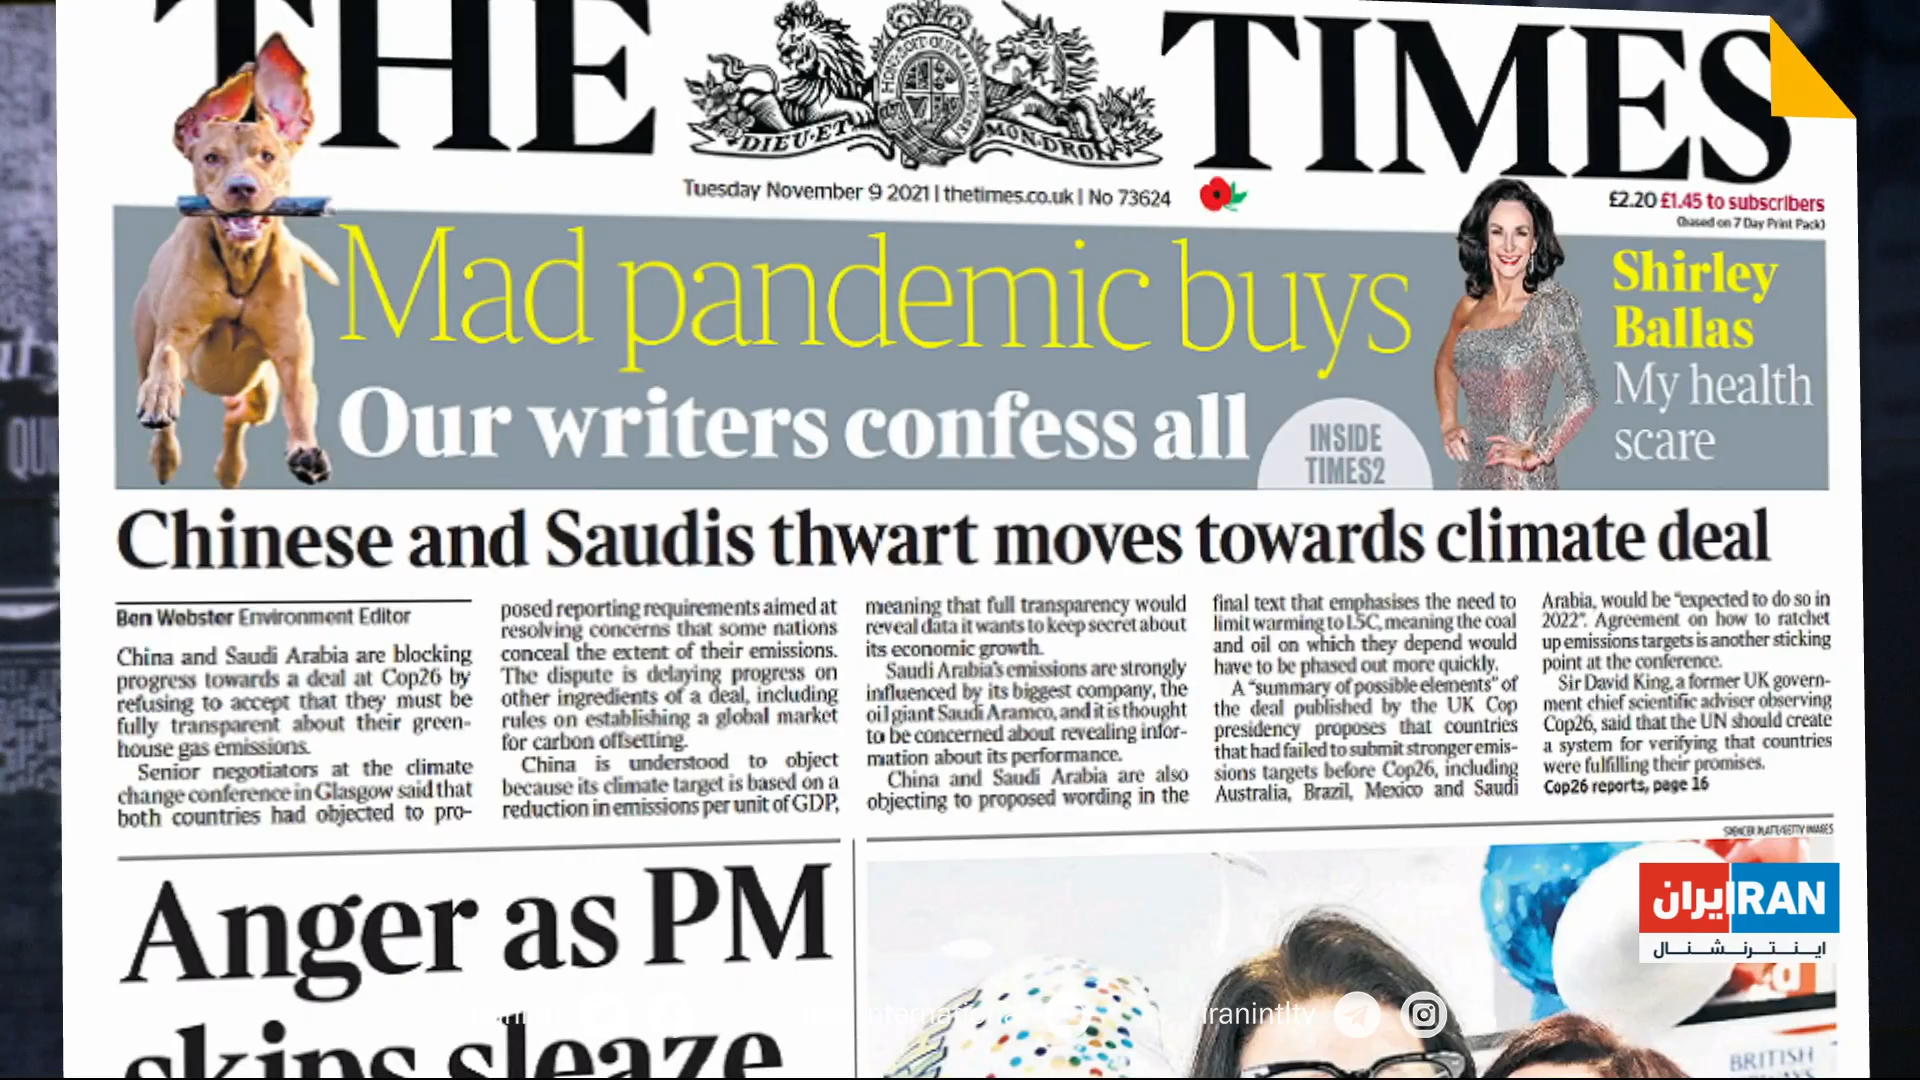 THE TIMES
DIEU·ET MON·DROIT
Tuesday November 9 2021 | thetimes.co.uk | No 73624
£2.20 £1.45 to subscribers
(based on 7 Day Print Pack)
Mad pandemic buys
Our writers confess all
INSIDE
TIMES2
Shirley
Ballas
My health
scare
Chinese and Saudis thwart moves towards climate deal
Ben Webster Environment Editor
China and Saudi Arabia are blocking
progress towards a deal at Cop26 by
refusing to accept that they must be
fully transparent about their green-
house gas emissions.
Senior negotiators at the climate
change conference in Glasgow said that
both countries had objected to pro-
posed reporting requirements aimed at
resolving concerns that some nations
conceal the extent of their emissions.
The dispute is delaying progress on
other ingredients of a deal, including
rules on establishing a global market
for carbon offsetting.
China is understood to object
because its climate target is based on a
reduction in emissions per unit of GDP,
meaning that full transparency would
reveal data it wants to keep secret about
its economic growth.
Saudi Arabia's emissions are strongly
influenced by its biggest company, the
oil giant Saudi Aramco, and it is thought
to be concerned about revealing infor-
mation about its performance.
China and Saudi Arabia are also
objecting to proposed wording in the
final text that emphasises the need to
limit warming to 1.5C, meaning the coal
and oil on which they depend would
have to be phased out more quickly.
A "summary of possible elements" of
the deal published by the UK Cop
presidency proposes that countries
that had failed to submit stronger emis-
sions targets before Cop26, including
Australia, Brazil, Mexico and Saudi
Arabia, would be "expected to do so in
2022". Agreement on how to ratchet
up emissions targets is another sticking
point at the conference.
Sir David King, a former UK govern-
ment chief scientific adviser observing
Cop26, said that the UN should create
a system for verifying that countries
were fulfilling their promises.
Cop26 reports, page 16
SPENCER PLATT/GETTY IMAGES
Anger as PM
skips sleaze
ایران IRAN
اینترنشنال
iranintltv
BRITISH